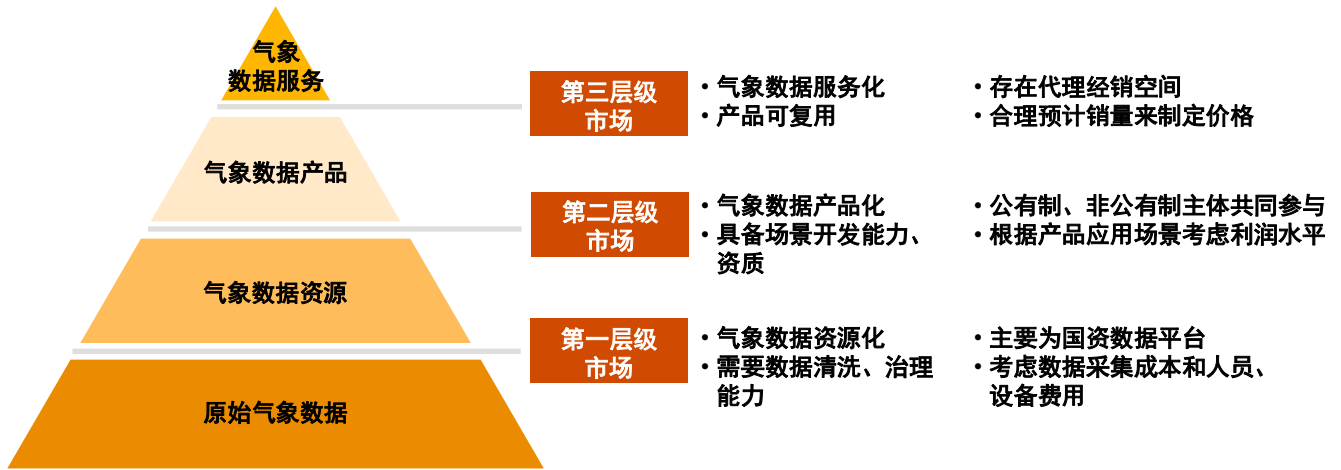 气象
数据服务
气象数据产品
气象数据资源
原始气象数据
第三层级
市场
• 气象数据服务化
• 产品可复用
• 存在代理经销空间
• 合理预计销量来制定价格
第二层级
市场
• 气象数据产品化
• 具备场景开发能力、
资质
• 公有制、非公有制主体共同参与
• 根据产品应用场景考虑利润水平
第一层级
市场
• 气象数据资源化
• 需要数据清洗、治理
能力
• 主要为国资数据平台
• 考虑数据采集成本和人员、
设备费用